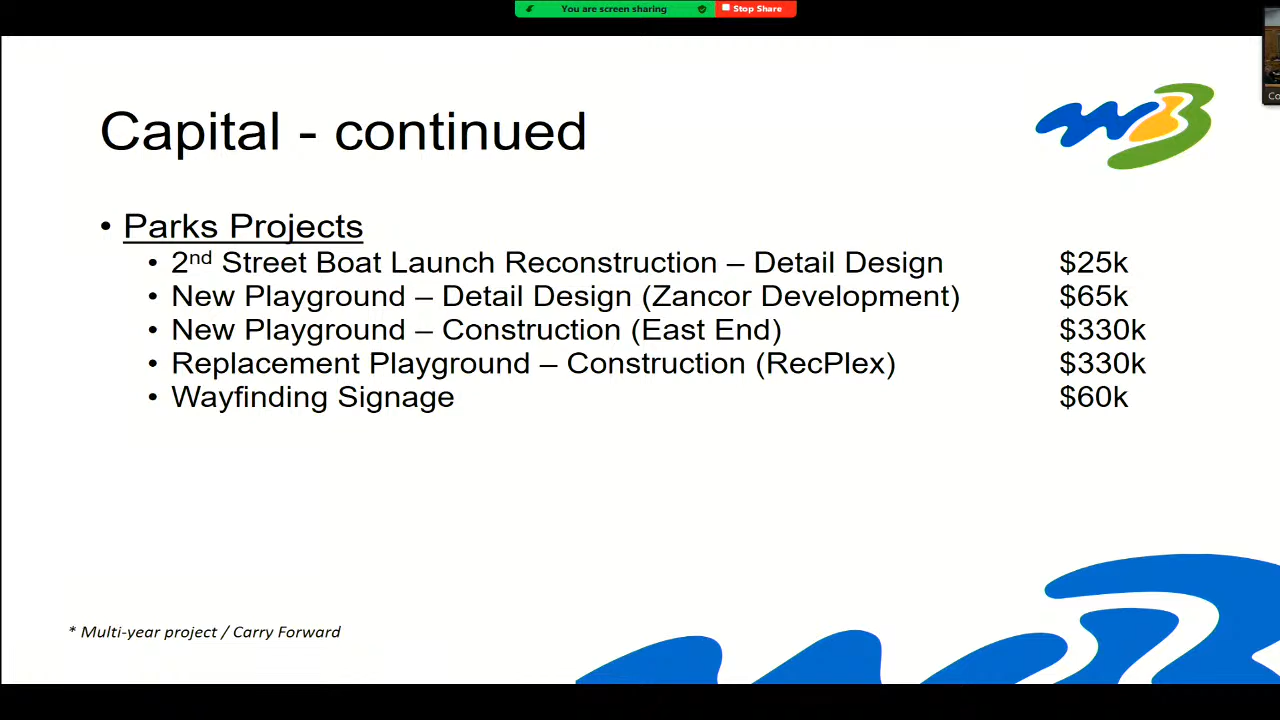 You are screen sharing Stop Share
Capital - continued
• Parks Projects
• 2nd Street Boat Launch Reconstruction – Detail Design $25k
• New Playground – Detail Design (Zancor Development) $65k
• New Playground – Construction (East End) $330k
• Replacement Playground – Construction (RecPlex) $330k
• Wayfinding Signage $60k
* Multi-year project / Carry Forward